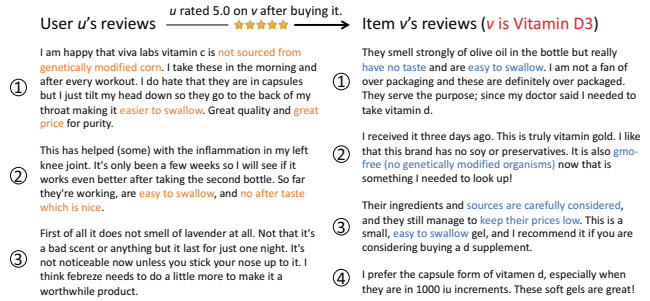 u rated 5.0 on v after buying it.
User u's reviews
Item v's reviews (v is Vitamin D3)
①
I am happy that viva labs vitamin c is not sourced from
genetically modified corn. I take these in the morning and
after every workout. I do hate that they are in capsules
but I just tilt my head down so they go to the back of my
throat making it easier to swallow. Great quality and great
price for purity.
②
This has helped (some) with the inflammation in my left
knee joint. It's only been a few weeks so I will see if it
works even better after taking the second bottle. So far
they're working, are easy to swallow, and no after taste
which is nice.
③
First of all it does not smell of lavender at all. Not that it's
a bad scent or anything but it last for just one night. It's
not noticeable now unless you stick your nose up to it. I
think febreze needs to do a little more to make it a
worthwhile product.
①
They smell strongly of olive oil in the bottle but really
have no taste and are easy to swallow. I am not a fan of
over packaging and these are definitely over packaged.
They serve the purpose; since my doctor said I needed to
take vitamin d.
②
I received it three days ago. This is truly vitamin gold. I like
that this brand has no soy or preservatives. It is also gmo-
free (no genetically modified organisms) now that is
something I needed to look up!
③
Their ingredients and sources are carefully considered,
and they still manage to keep their prices low. This is a
small, easy to swallow gel, and I recommend it if you are
considering buying a d supplement.
④
I prefer the capsule form of vitamen d, especially when
they are in 1000 iu increments. These soft gels are great!